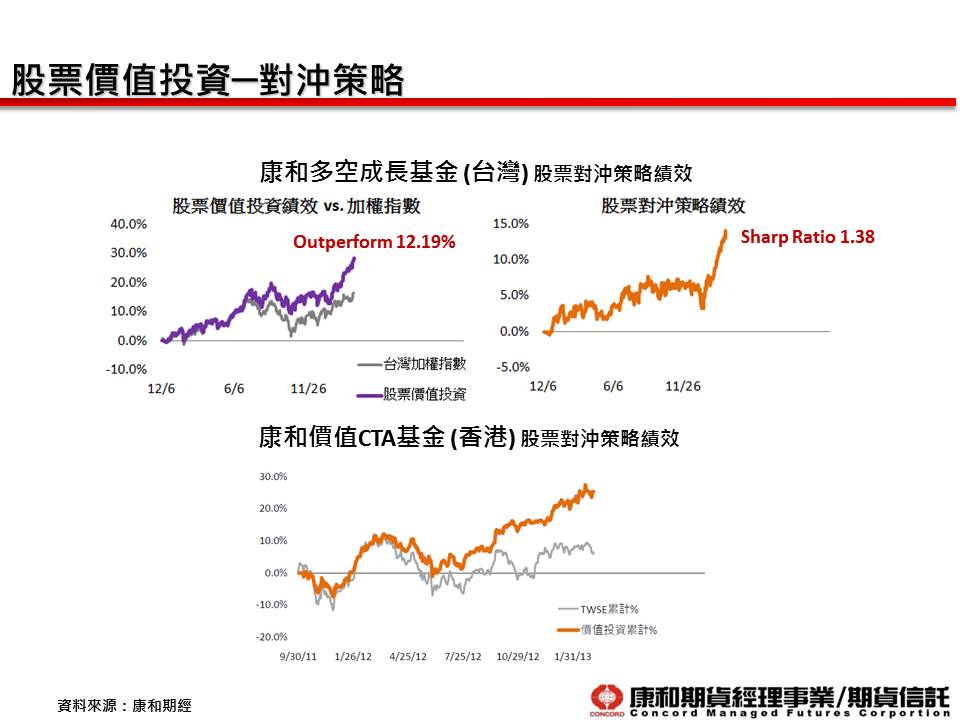 股票價值投資─對沖策略
康和多空成長基金 (台灣) 股票對沖策略績效
股票價值投資績效 vs. 加權指數
40.0%
30.0%
20.0%
10.0%
0.0%
-10.0%
12/6 6/6 11/26
Outperform 12.19%
台灣加權指數
股票價值投資
股票對沖策略績效
15.0%
10.0%
5.0%
0.0%
-5.0%
12/6 6/6 11/26
Sharp Ratio 1.38
康和價值CTA基金 (香港) 股票對沖策略績效
30.0%
20.0%
10.0%
0.0%
-10.0%
-20.0%
9/30/11 1/26/12 4/25/12 7/25/12 10/29/12 1/31/13
TWSE累計%
價值投資累計%
資料來源：康和期經
CONCORD
康和期貨經理事業/期貨信託
Concord Managed Futures Corportion